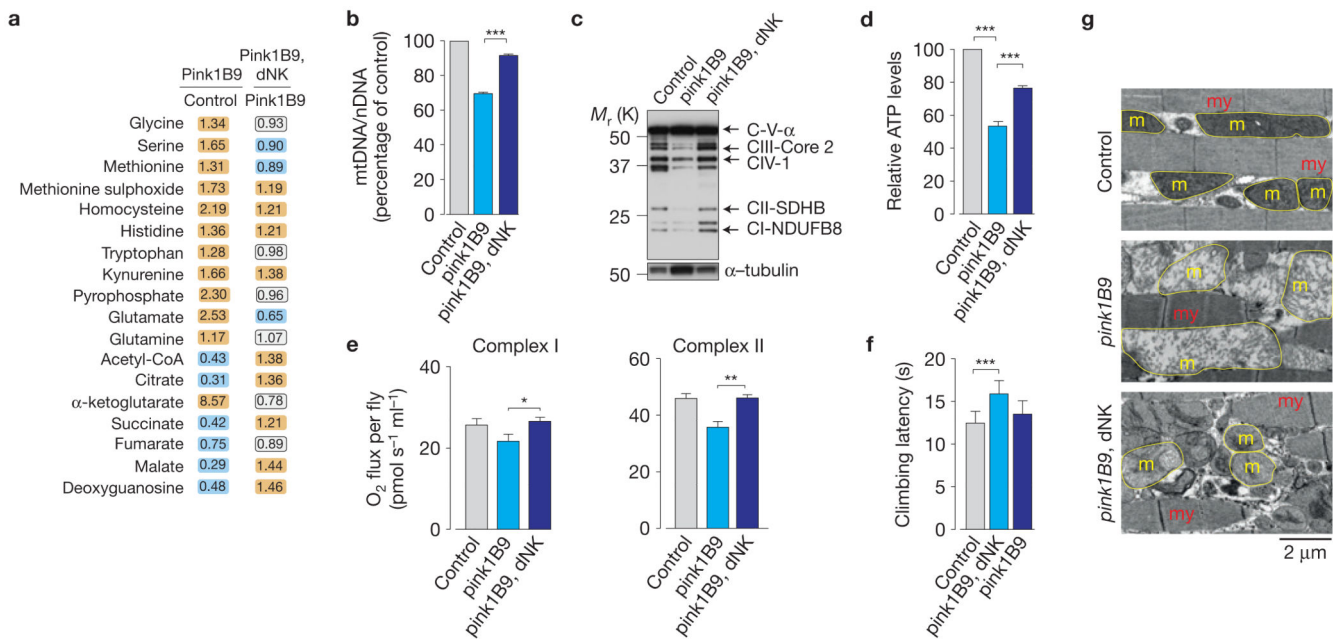 a
Pink1B9
Pink1B9, dNK
Control
Pink1B9
Glycine 1.34 0.93
Serine 1.65 0.90
Methionine 1.31 0.89
Methionine sulphoxide 1.73 1.19
Homocysteine 2.19 1.21
Histidine 1.36 1.21
Tryptophan 1.28 0.98
Kynurenine 1.66 1.38
Pyrophosphate 2.30 0.96
Glutamate 2.53 0.65
Glutamine 1.17 1.07
Acetyl-CoA 0.43 1.38
Citrate 0.31 1.36
α-ketoglutarate 8.57 0.78
Succinate 0.42 1.21
Fumarate 0.75 0.89
Malate 0.29 1.44
Deoxyguanosine 0.48 1.46
b
mtDNA/nDNA
(percentage of control)
100
80
60
40
20
0
***
Control
pink1B9
pink1B9, dNK
c
Control
pink1B9
pink1B9, dNK
Mr (K)
50
37
25
50
C-V-α
CIII-Core 2
CIV-1
CII-SDHB
CI-NDUFB8
α-tubulin
d
Relative ATP levels
100
80
60
40
20
0
***
***
Control
pink1B9
pink1B9, dNK
e
Complex I
O2 flux per fly
(pmol s–1 ml–1)
40
20
0
*
Control
pink1B9
pink1B9, dNK
Complex II
60
40
20
0
**
Control
pink1B9
pink1B9, dNK
f
Climbing latency (s)
20
15
10
5
0
***
Control
pink1B9, dNK
pink1B9
g
Control
my
m
m
my
m
m
m
pink1B9
m
m
my
m
pink1B9, dNK
my
m
m
m
my
2 μm